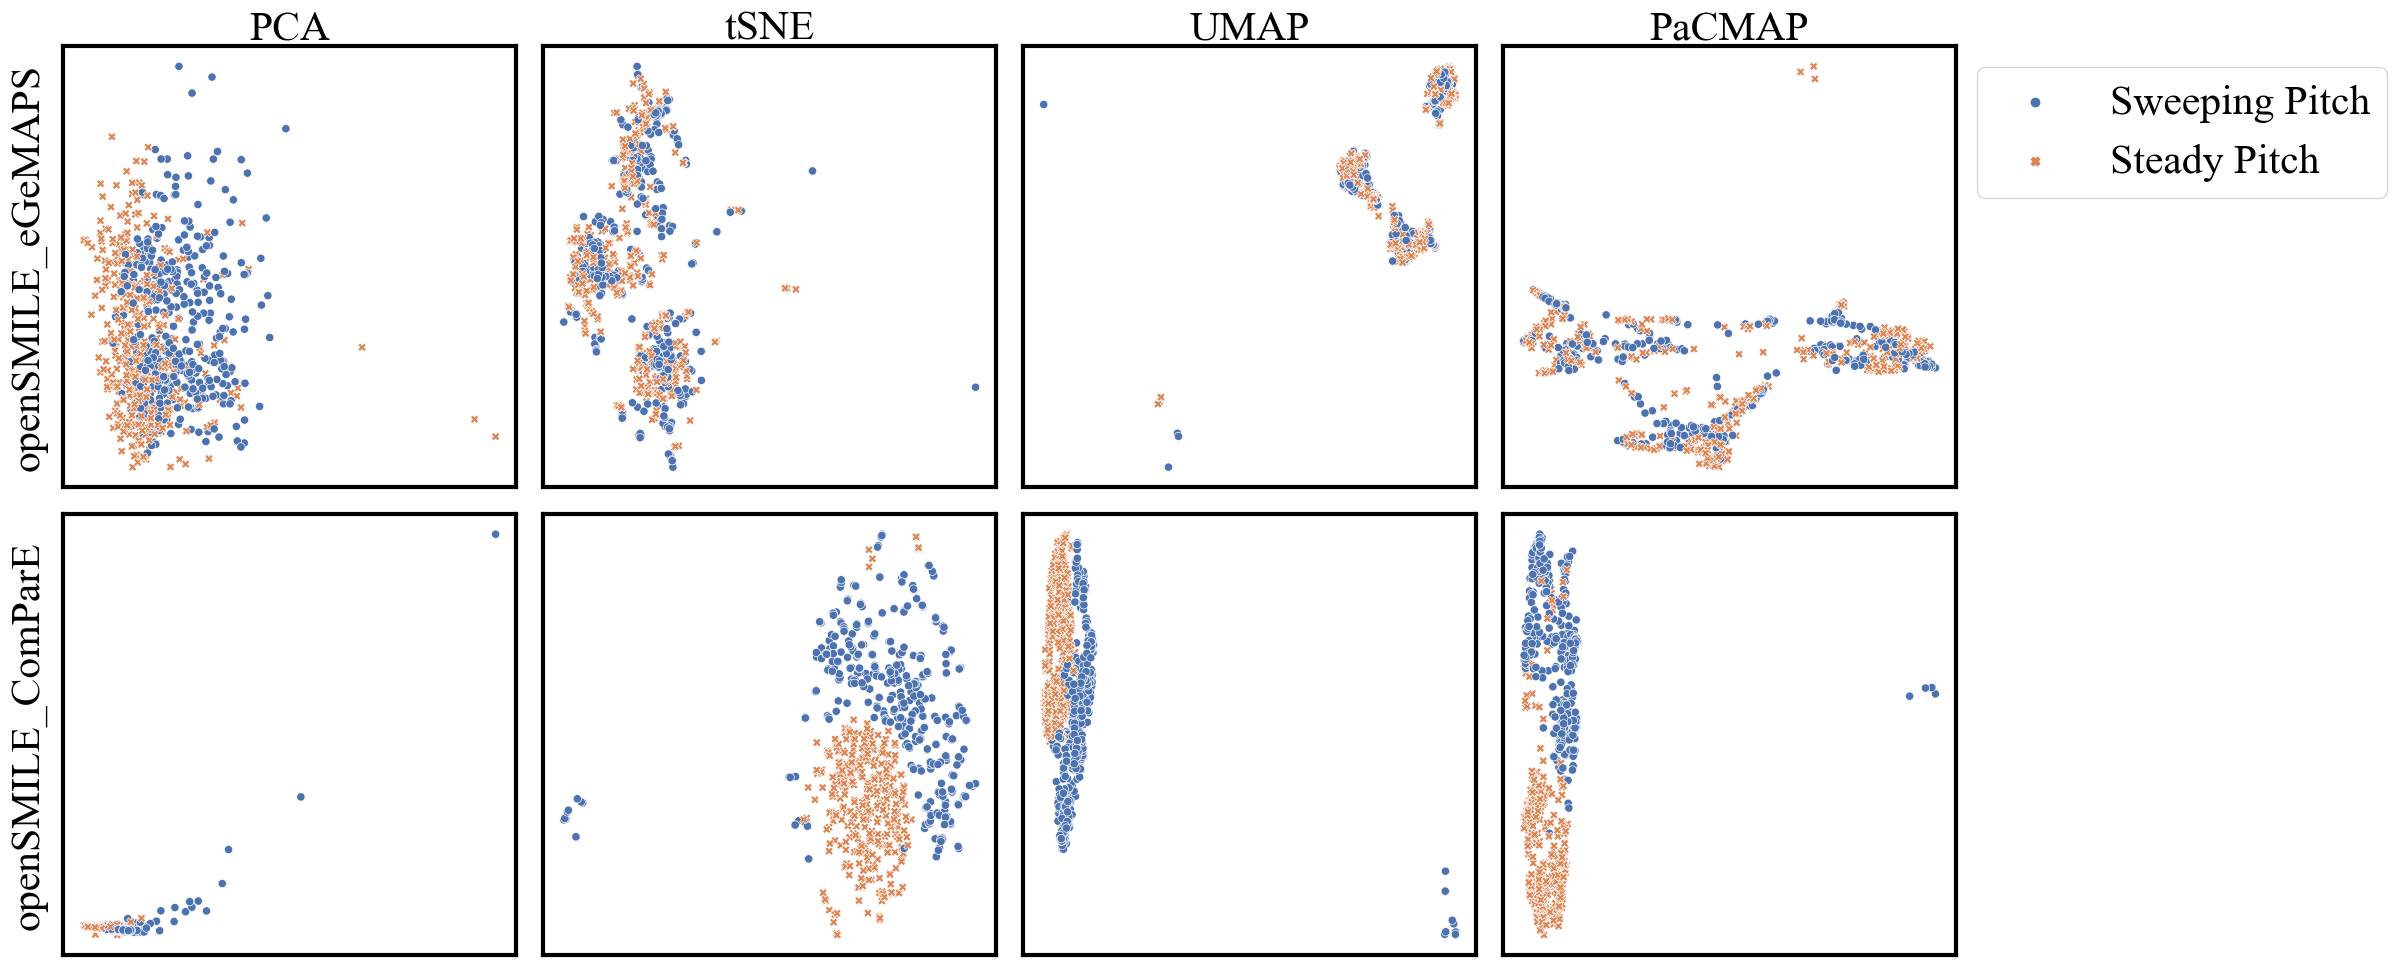 PCA
tSNE
UMAP
PaCMAP
openSMILE_eGeMAPS
Sweeping Pitch
Steady Pitch
openSMILE_ComParE